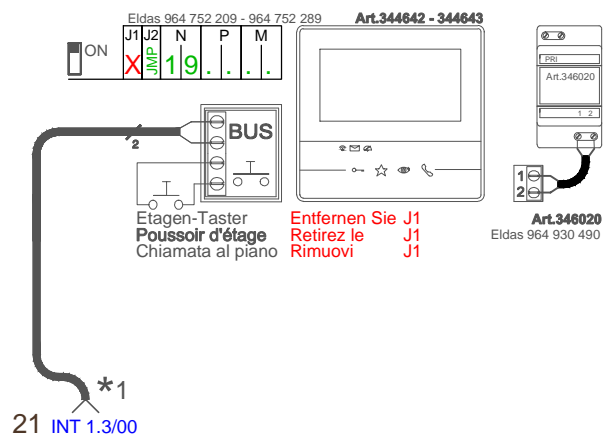 Eldas 964 752 209 - 964 752 289
Art.344642 - 344643
ON
J1 J2 N P M
X JMP 1 9 . . . .
PRI
Art.346020
1 2
BUS
2
1
2
Etagen-Taster
Poussoir d'étage
Chiamata al piano
Entfernen Sie J1
Retirez le J1
Rimuovi J1
Art.346020
Eldas 964 930 490
*1
21 INT 1.3/00